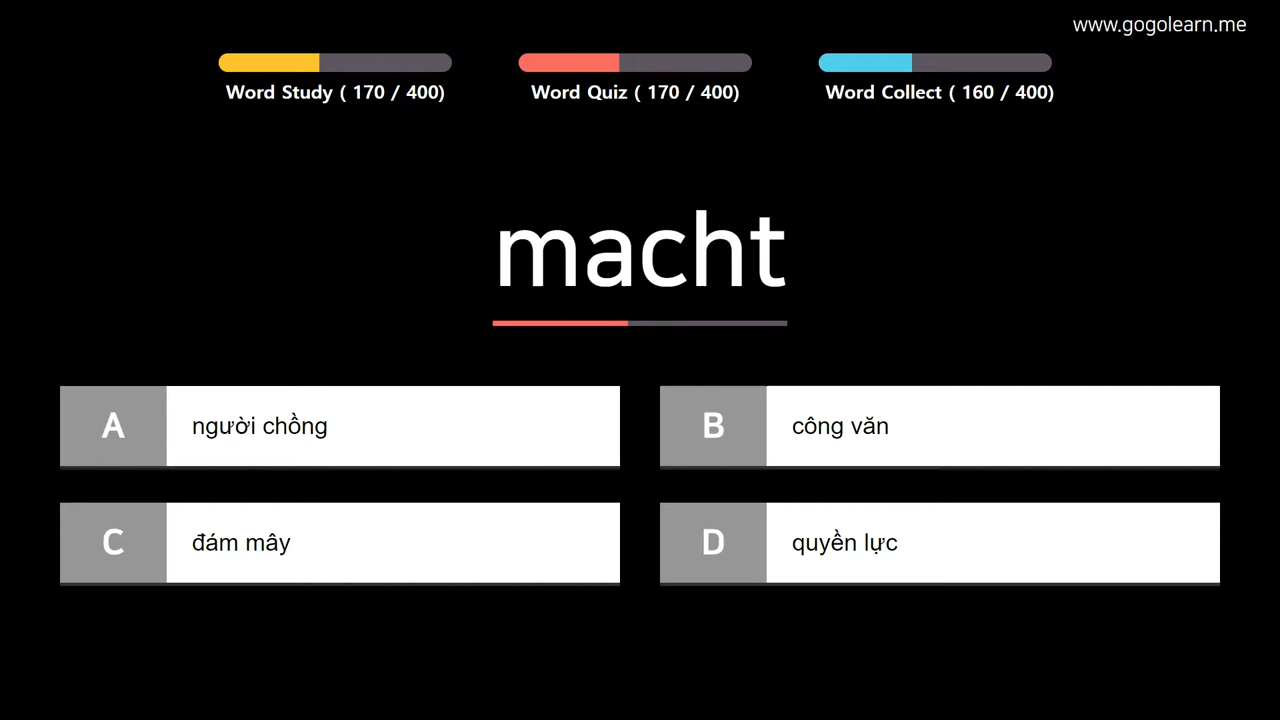 www.gogolearn.me
Word Study ( 170 / 400)
Word Quiz ( 170 / 400)
Word Collect ( 160 / 400)
macht
A người chồng
B công văn
C đám mây
D quyền lực